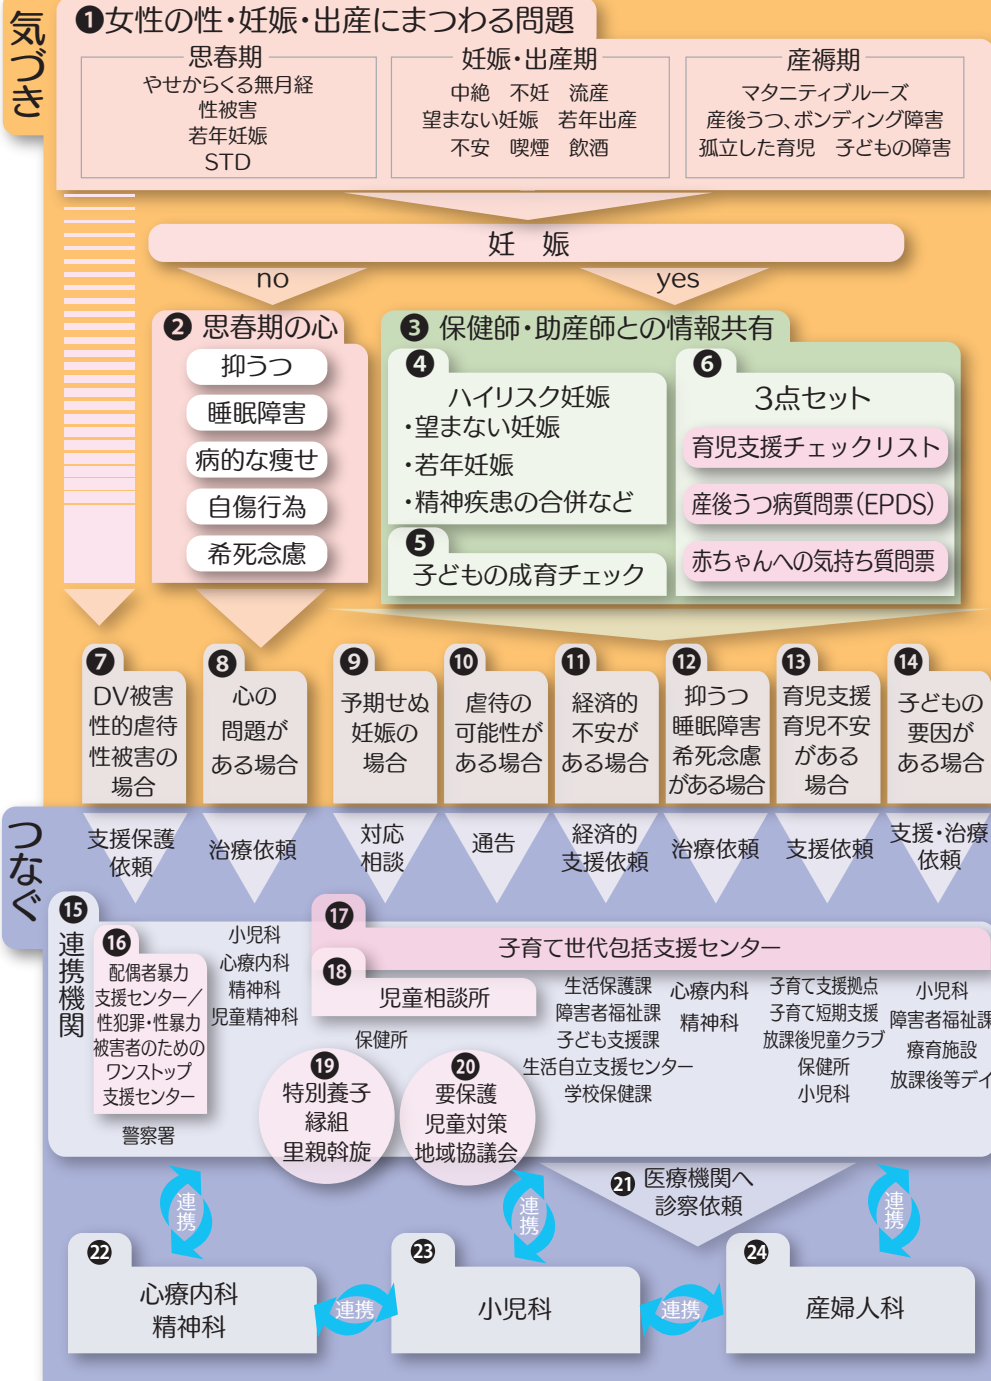 気づき
❶女性の性・妊娠・出産にまつわる問題
思春期
やせからくる無月経
性被害
若年妊娠
STD
妊娠・出産期
中絶 不妊 流産
望まない妊娠 若年出産
不安 喫煙 飲酒
産褥期
マタニティブルーズ
産後うつ、ボンディング障害
孤立した育児 子どもの障害
妊 娠
no
yes
❷ 思春期の心
抑うつ
睡眠障害
病的な痩せ
自傷行為
希死念慮
❸ 保健師・助産師との情報共有
❹
ハイリスク妊娠
・望まない妊娠
・若年妊娠
・精神疾患の合併など
❺
子どもの成育チェック
❻
3点セット
育児支援チェックリスト
産後うつ病質問票(EPDS)
赤ちゃんへの気持ち質問票
❼
DV被害
性的虐待
性被害の
場合
❽
心の
問題が
ある場合
❾
予期せぬ
妊娠の
場合
❿
虐待の
可能性が
ある場合
⓫
経済的
不安が
ある場合
⓬
抑うつ
睡眠障害
希死念慮
がある場合
⓭
育児支援
育児不安
がある
場合
⓮
子どもの
要因が
ある場合
つなぐ
支援保護
依頼
治療依頼
対応
相談
通告
経済的
支援依頼
治療依頼
支援依頼
支援・治療
依頼
⓯
連携機関
⓰
配偶者暴力
支援センター/
性犯罪・性暴力
被害者のための
ワンストップ
支援センター
警察署
小児科
心療内科
精神科
児童精神科
⓱
子育て世代包括支援センター
⓲
児童相談所
保健所
⓳
特別養子
縁組
里親斡旋
⓴
要保護
児童対策
地域協議会
生活保護課
障害者福祉課
子ども支援課
生活自立支援センター
学校保健課
心療内科
精神科
子育て支援拠点
子育て短期支援
放課後児童クラブ
保健所
小児科
小児科
障害者福祉課
療育施設
放課後等デイ
㉑ 医療機関へ
診察依頼
連携
連携
連携
㉒
心療内科
精神科
連携
㉓
小児科
連携
㉔
産婦人科